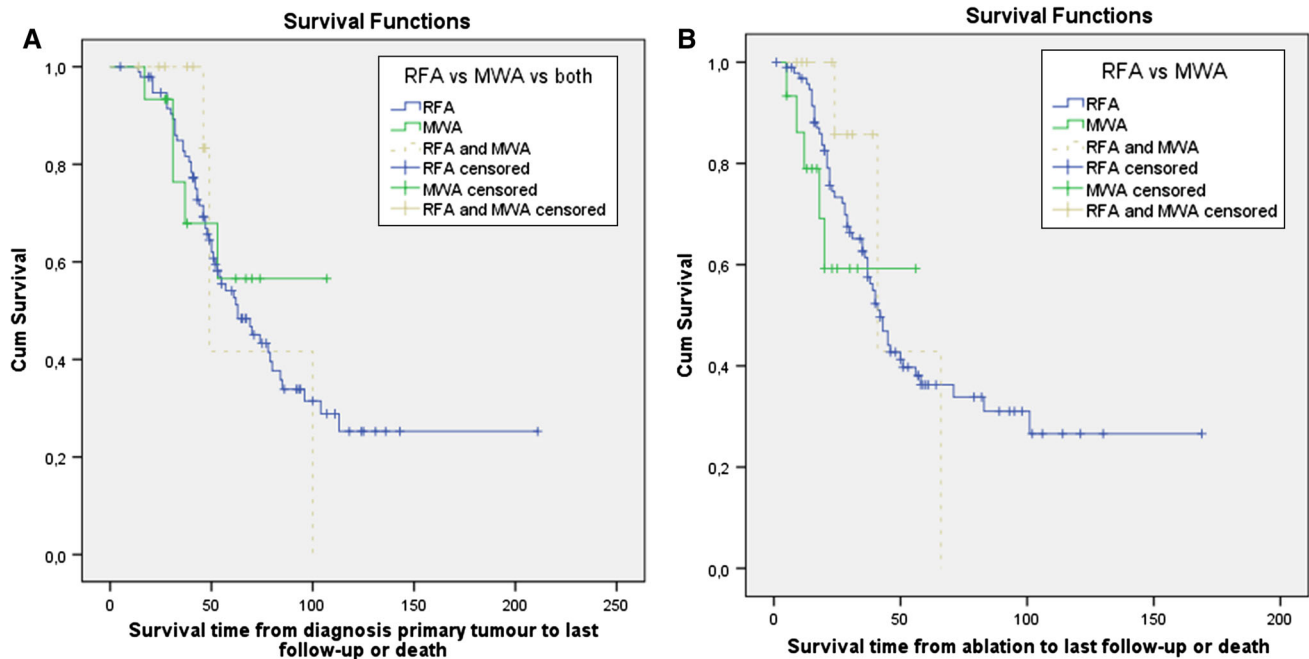 A
Survival Functions
RFA vs MWA vs both
RFA
MWA
RFA and MWA
RFA censored
MWA censored
RFA and MWA censored
Cum Survival
1,0
0,8
0,6
0,4
0,2
0,0
0 50 100 150 200 250
Survival time from diagnosis primary tumour to last
follow-up or death
B
Survival Functions
RFA vs MWA
RFA
MWA
RFA and MWA
RFA censored
MWA censored
RFA and MWA censored
Cum Survival
1,0
0,8
0,6
0,4
0,2
0,0
0 50 100 150 200
Survival time from ablation to last follow-up or death